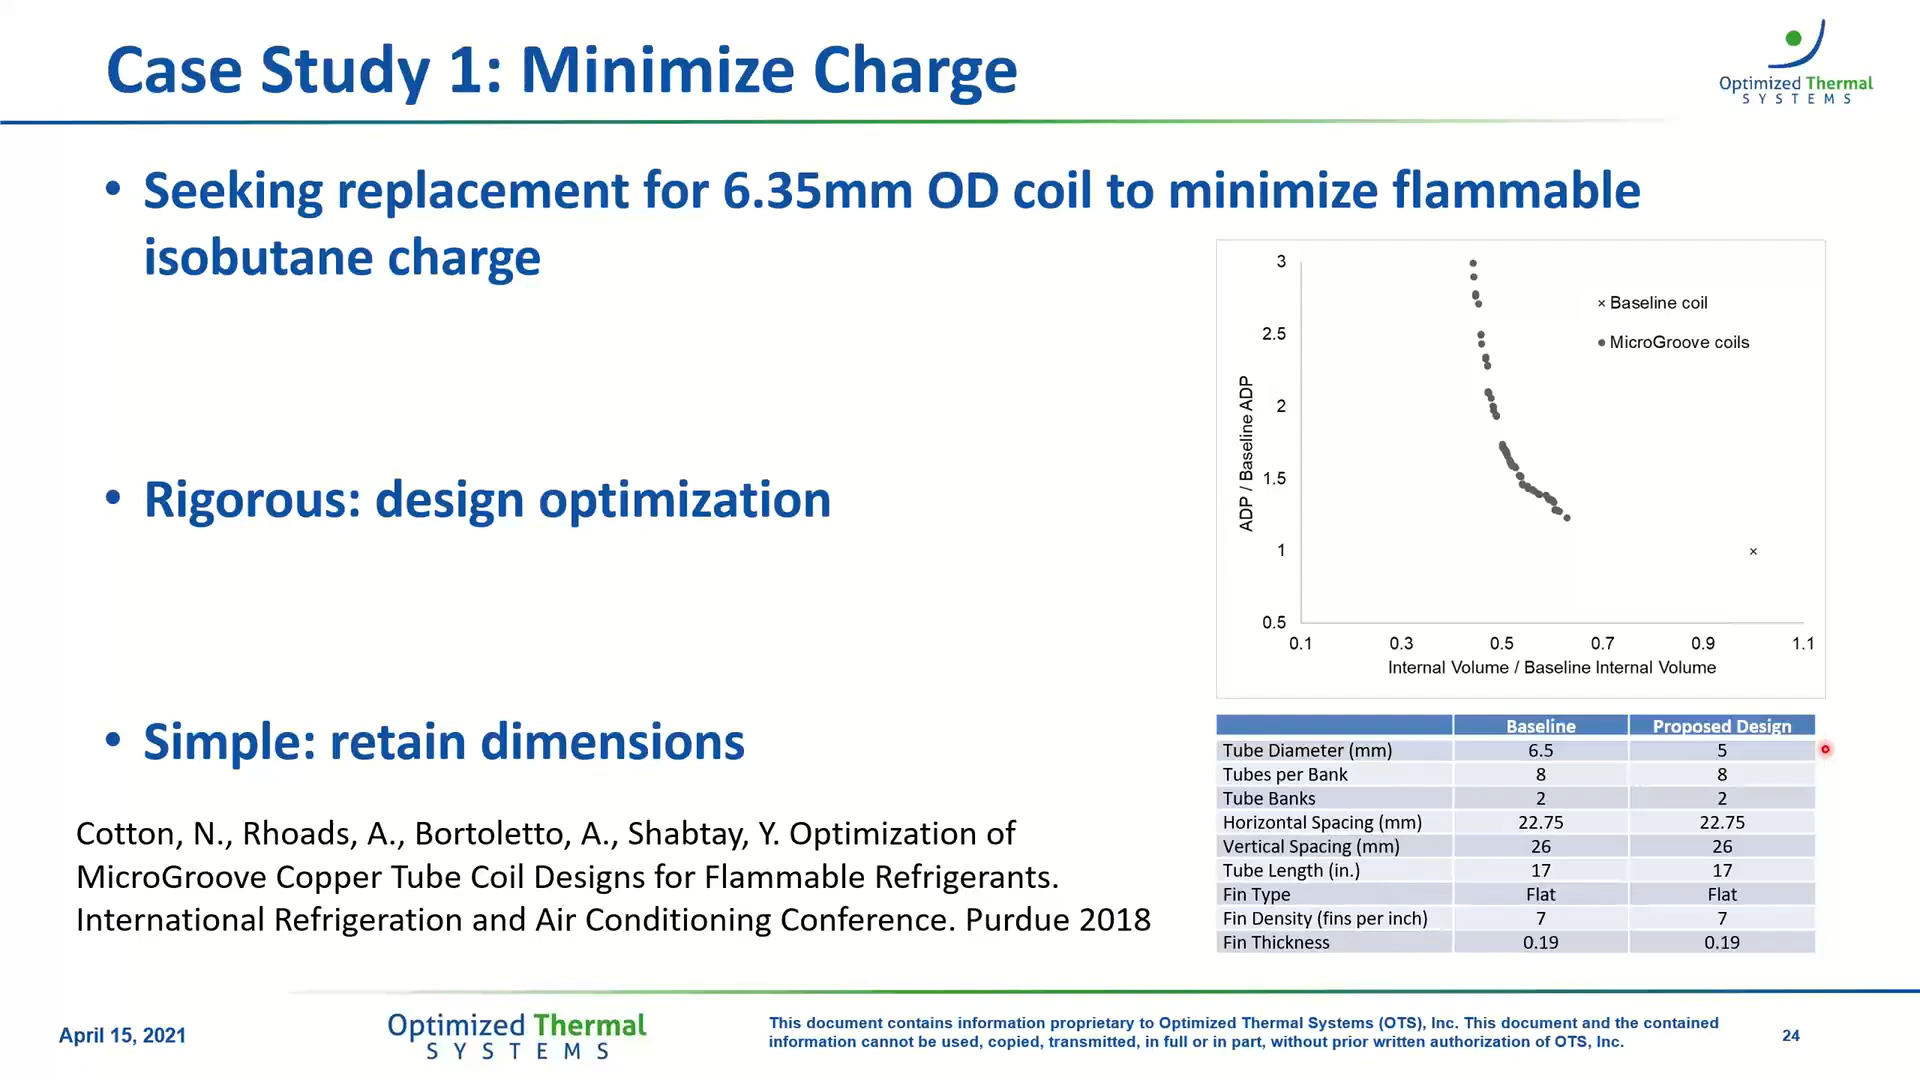 Case Study 1: Minimize Charge
Optimized Thermal
SYSTEMS
• Seeking replacement for 6.35mm OD coil to minimize flammable
isobutane charge
3
2.5
2
1.5
1
0.5
ADP / Baseline ADP
× Baseline coil
• MicroGroove coils
×
0.1 0.3 0.5 0.7 0.9 1.1
Internal Volume / Baseline Internal Volume
• Rigorous: design optimization
• Simple: retain dimensions
Baseline Proposed Design
Tube Diameter (mm) 6.5 5
Tubes per Bank 8 8
Tube Banks 2 2
Horizontal Spacing (mm) 22.75 22.75
Vertical Spacing (mm) 26 26
Tube Length (in.) 17 17
Fin Type Flat Flat
Fin Density (fins per inch) 7 7
Fin Thickness 0.19 0.19
Cotton, N., Rhoads, A., Bortoletto, A., Shabtay, Y. Optimization of
MicroGroove Copper Tube Coil Designs for Flammable Refrigerants.
International Refrigeration and Air Conditioning Conference. Purdue 2018
April 15, 2021
Optimized Thermal
SYSTEMS
This document contains information proprietary to Optimized Thermal Systems (OTS), Inc. This document and the contained
information cannot be used, copied, transmitted, in full or in part, without prior written authorization of OTS, Inc.
24